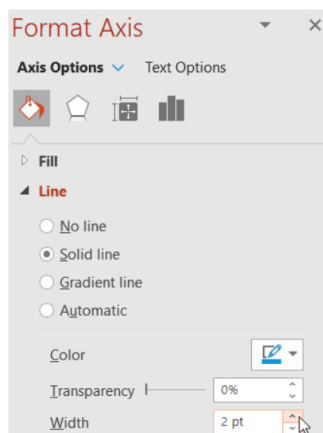 Format Axis
Axis Options Text Options
Fill
Line
No line
Solid line
Gradient line
Automatic
Color
Transparency 0%
Width 2 pt